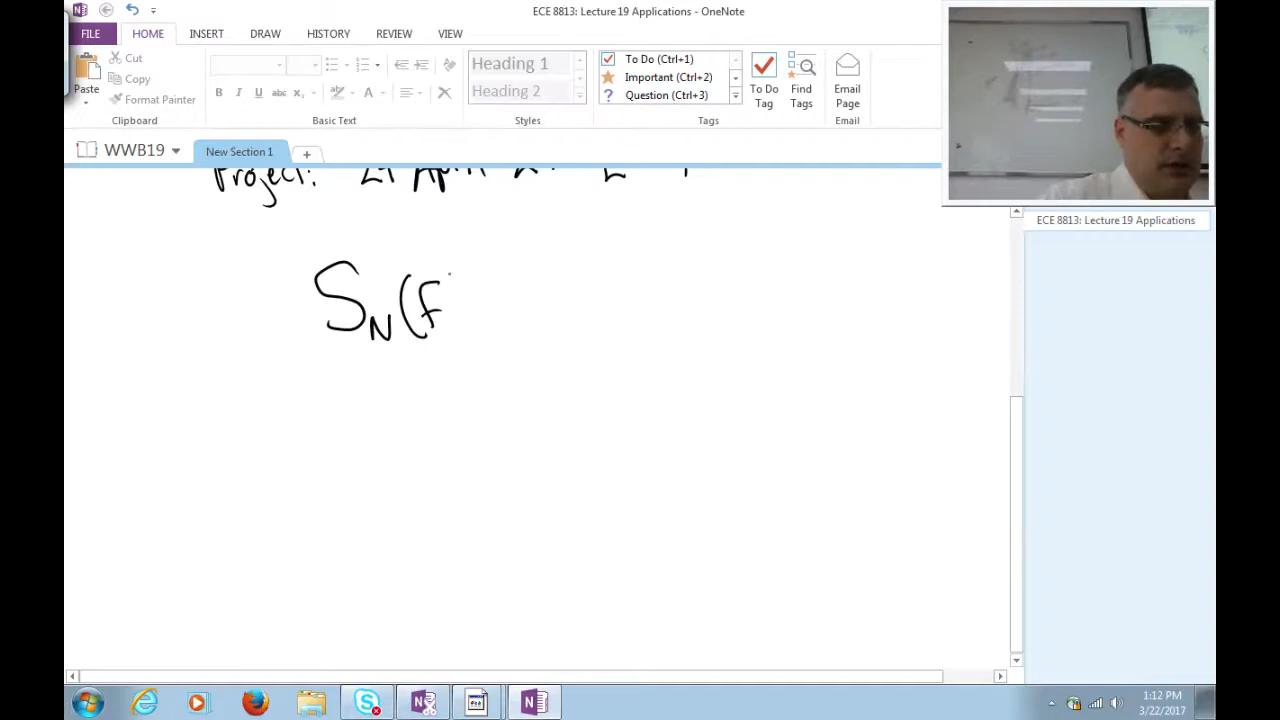 ECE 8813: Lecture 19 Applications - OneNote
FILE HOME INSERT DRAW HISTORY REVIEW VIEW
Paste Cut Copy Format Painter
Clipboard
B I U abc x A
Basic Text
Heading 1
Heading 2
Styles
To Do (Ctrl+1)
Important (Ctrl+2)
Question (Ctrl+3)
To Do Tag
Find Tags
Tags
Email Page
Email
WWB19 New Section 1 +
ECE 8813: Lecture 19 Applications
Project:
S_N(f
1:12 PM
3/22/2017